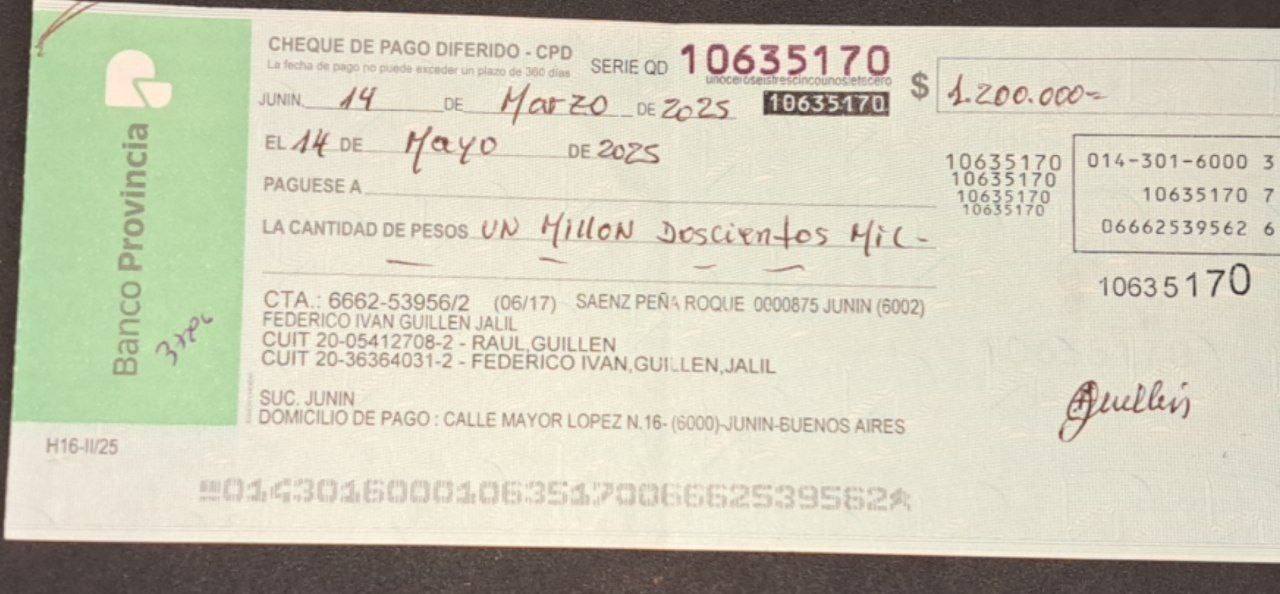 Banco Provincia
3786
H16-II/25
CHEQUE DE PAGO DIFERIDO - CPD
La fecha de pago no puede exceder un plazo de 360 días
SERIE QD 10635170
unoceroseistrescincounosietecero
10635170
$ 1.200.000=
JUNIN. 14 DE Marzo DE 2025
EL 14 DE Mayo DE 2025
PAGUESE A
LA CANTIDAD DE PESOS UN Millon Doscientos Mil -
10635170
10635170
10635170
10635170
014-301-6000 3
10635170 7
06662539562 6
10635170
CTA.: 6662-53956/2 (06/17) SAENZ PEÑA ROQUE 0000875 JUNIN (6002)
FEDERICO IVAN GUILLEN JALIL
CUIT 20-05412708-2 - RAUL,GUILLEN
CUIT 20-36364031-2 - FEDERICO IVAN,GUILLEN,JALIL
SUC. JUNIN
DOMICILIO DE PAGO : CALLE MAYOR LOPEZ N.16- (6000)-JUNIN-BUENOS AIRES
Guillen
01430160001063517006662539562